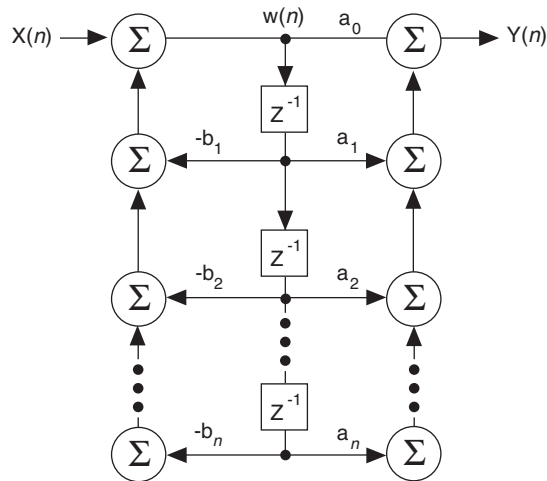 X(n) Σ w(n) a₀ Σ Y(n)
Z⁻¹
Σ -b₁ a₁ Σ
Z⁻¹
Σ -b₂ a₂ Σ
Z⁻¹
Σ -bₙ aₙ Σ